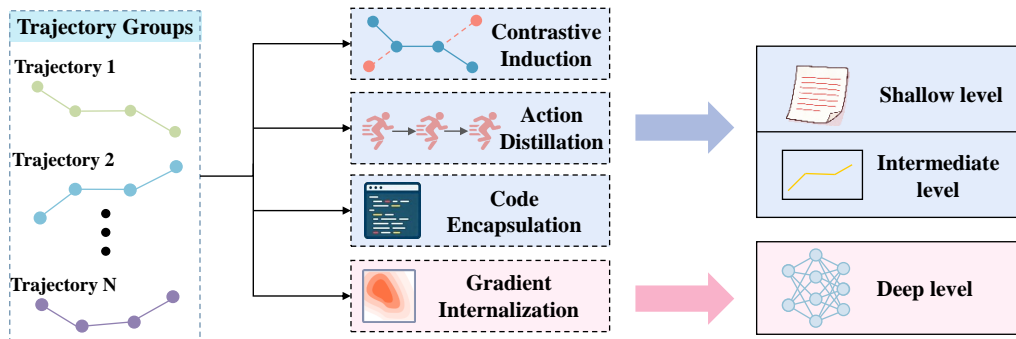 Trajectory Groups
Trajectory 1
Trajectory 2
Trajectory N
Contrastive
Induction
Action
Distillation
Code
Encapsulation
Gradient
Internalization
Shallow level
Intermediate
level
Deep level